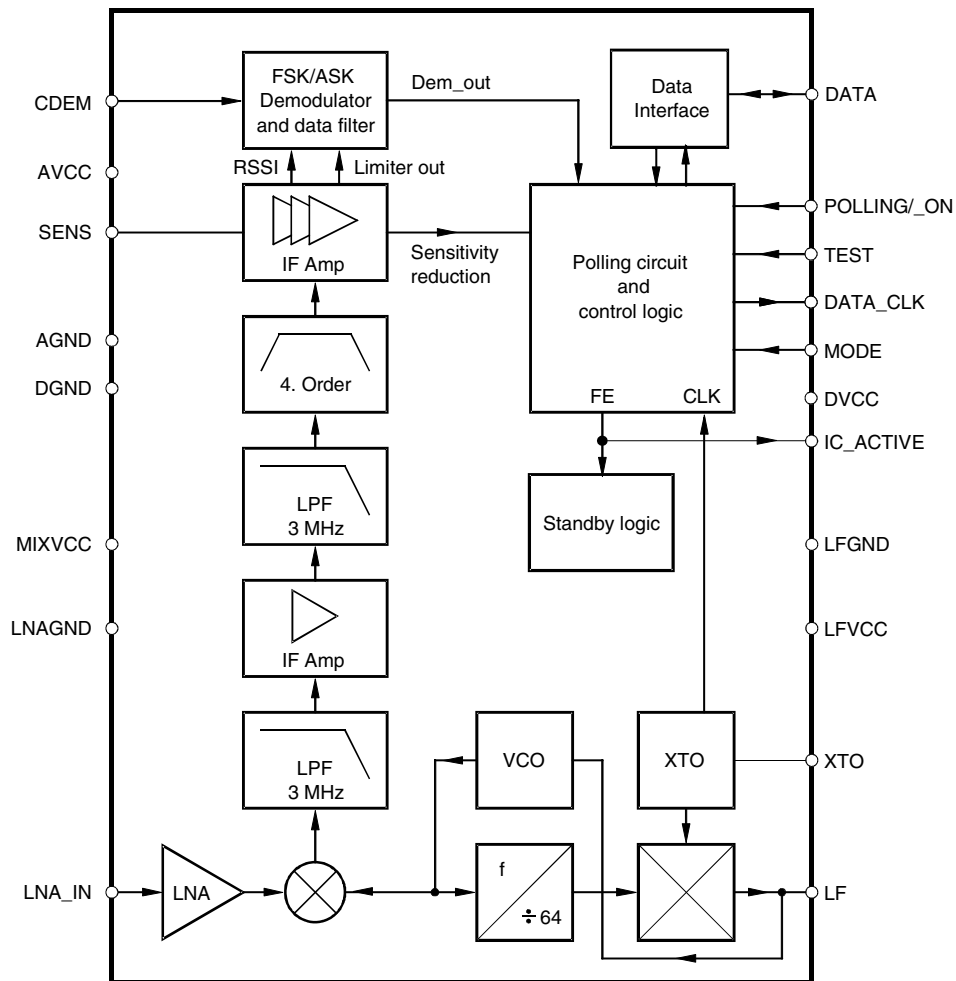 CDEM
AVCC
SENS
AGND
DGND
MIXVCC
LNAGND
LNA_IN
FSK/ASK
Demodulator
and data filter
Dem_out
RSSI
Limiter out
IF Amp
Sensitivity
reduction
4. Order
LPF
3 MHz
IF Amp
LPF
3 MHz
LNA
Data
Interface
Polling circuit
and
control logic
FE
CLK
Standby logic
VCO
XTO
f
÷ 64
DATA
POLLING/_ON
TEST
DATA_CLK
MODE
DVCC
IC_ACTIVE
LFGND
LFVCC
XTO
LF